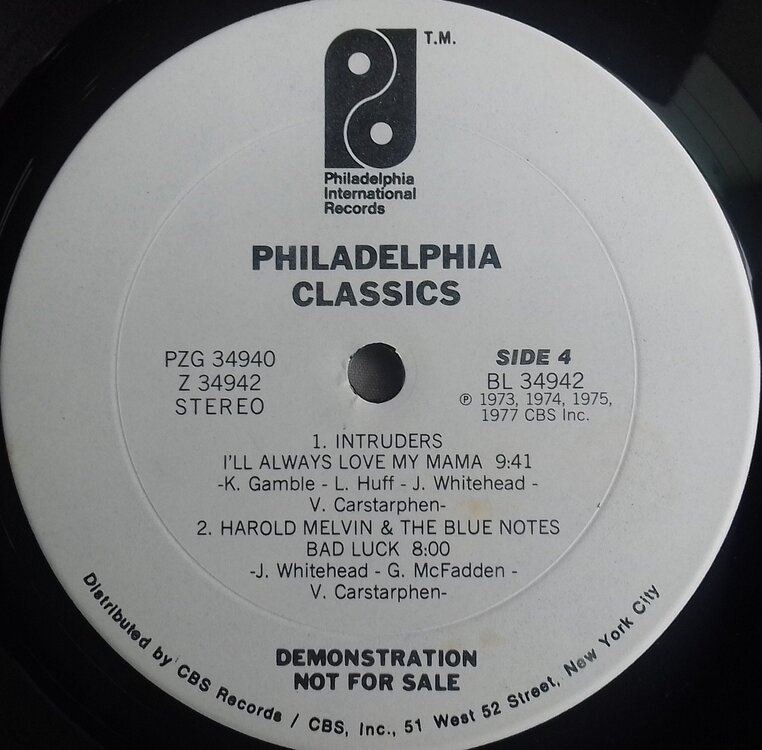 T.M.
Philadelphia
International
Records
PHILADELPHIA
CLASSICS
PZG 34940
Z 34942
STEREO
SIDE 4
BL 34942
℗ 1973, 1974, 1975,
1977 CBS Inc.
1. INTRUDERS
I'LL ALWAYS LOVE MY MAMA 9:41
-K. Gamble - L. Huff - J. Whitehead -
V. Carstarphen-
2. HAROLD MELVIN & THE BLUE NOTES
BAD LUCK 8:00
-J. Whitehead - G. McFadden -
V. Carstarphen-
DEMONSTRATION
NOT FOR SALE
Distributed by CBS Records / CBS, Inc., 51 West 52 Street, New York City